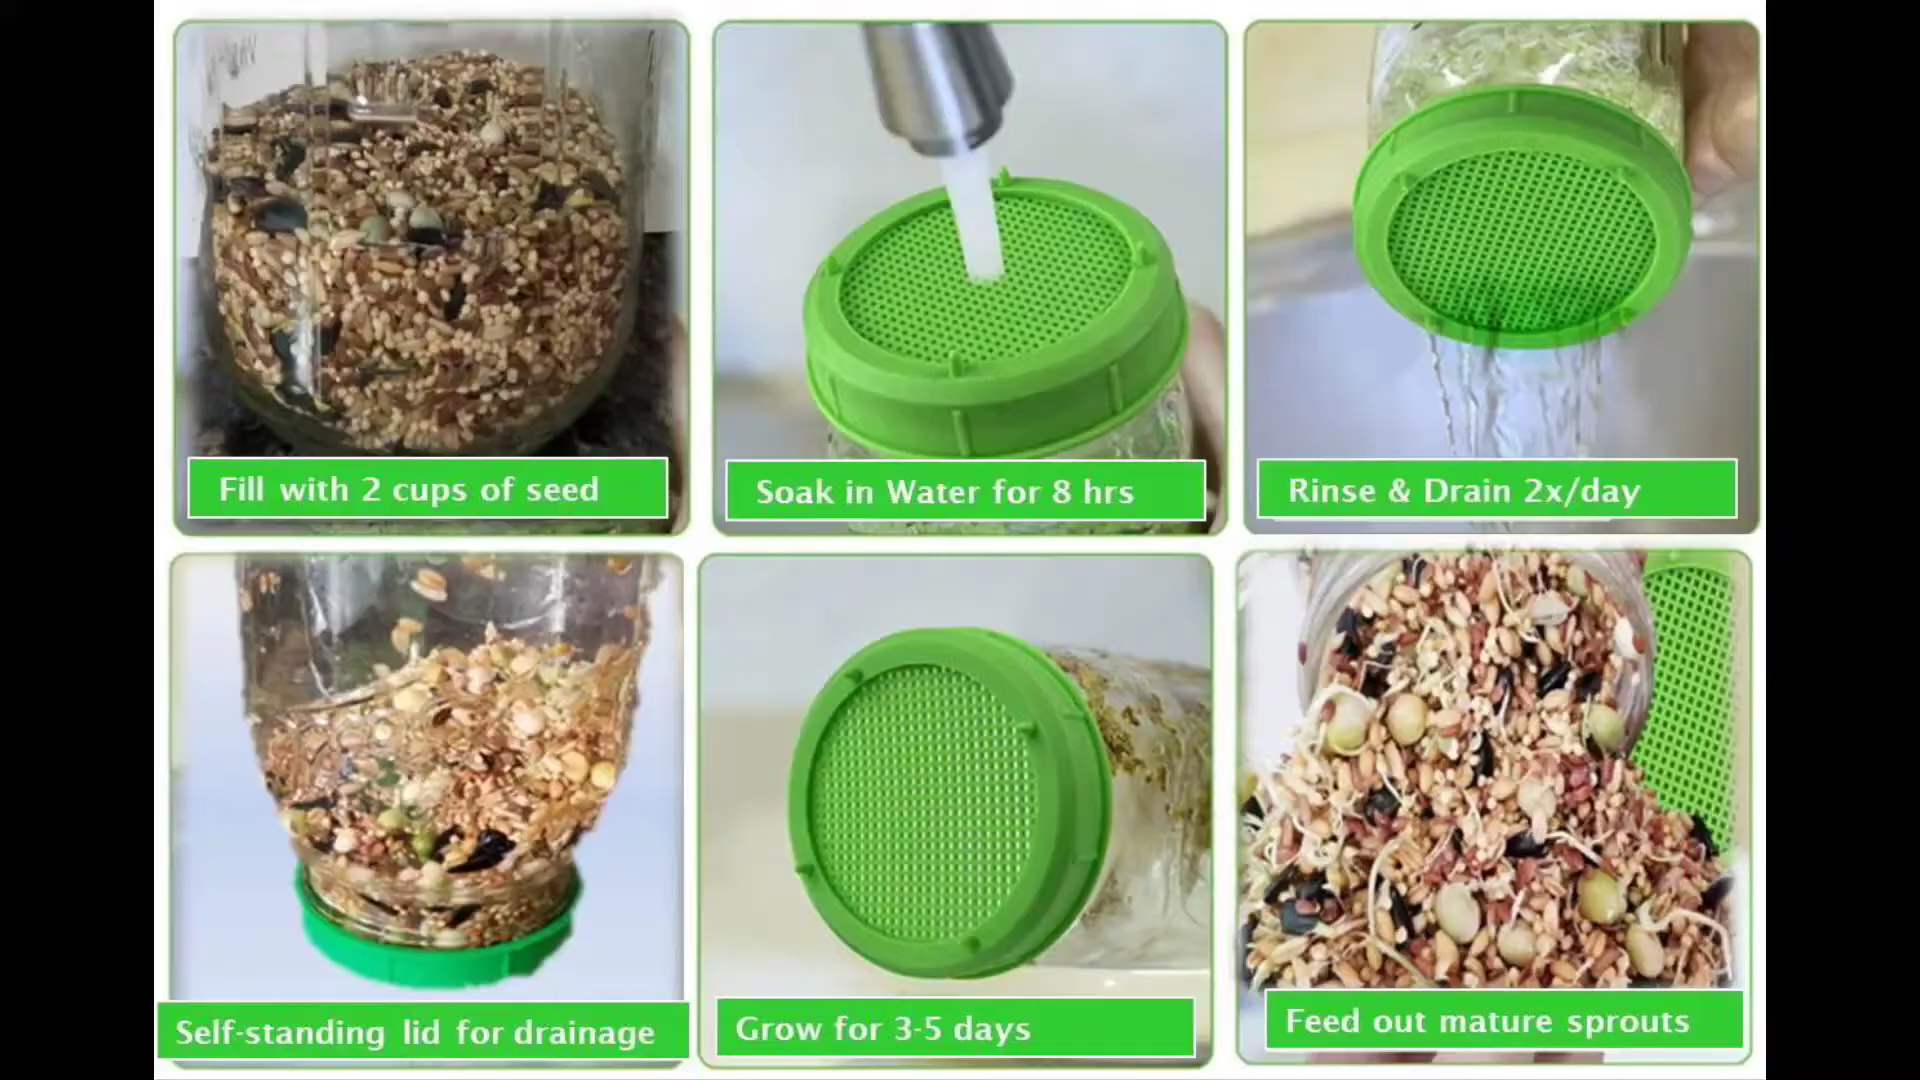 Fill with 2 cups of seed
Soak in Water for 8 hrs
Rinse & Drain 2x/day
Self-standing lid for drainage
Grow for 3-5 days
Feed out mature sprouts